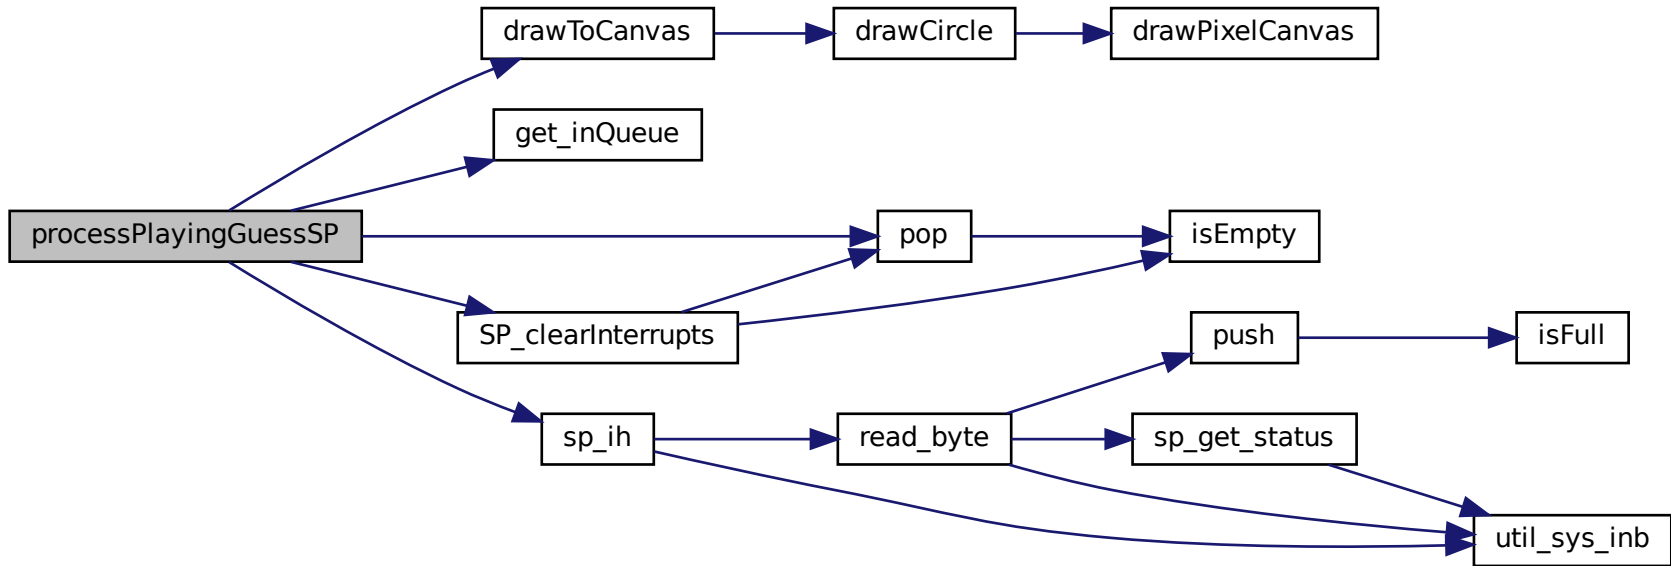 drawToCanvas
drawCircle
drawPixelCanvas
get_inQueue
processPlayingGuessSP
pop
isEmpty
SP_clearInterrupts
push
isFull
sp_ih
read_byte
sp_get_status
util_sys_inb